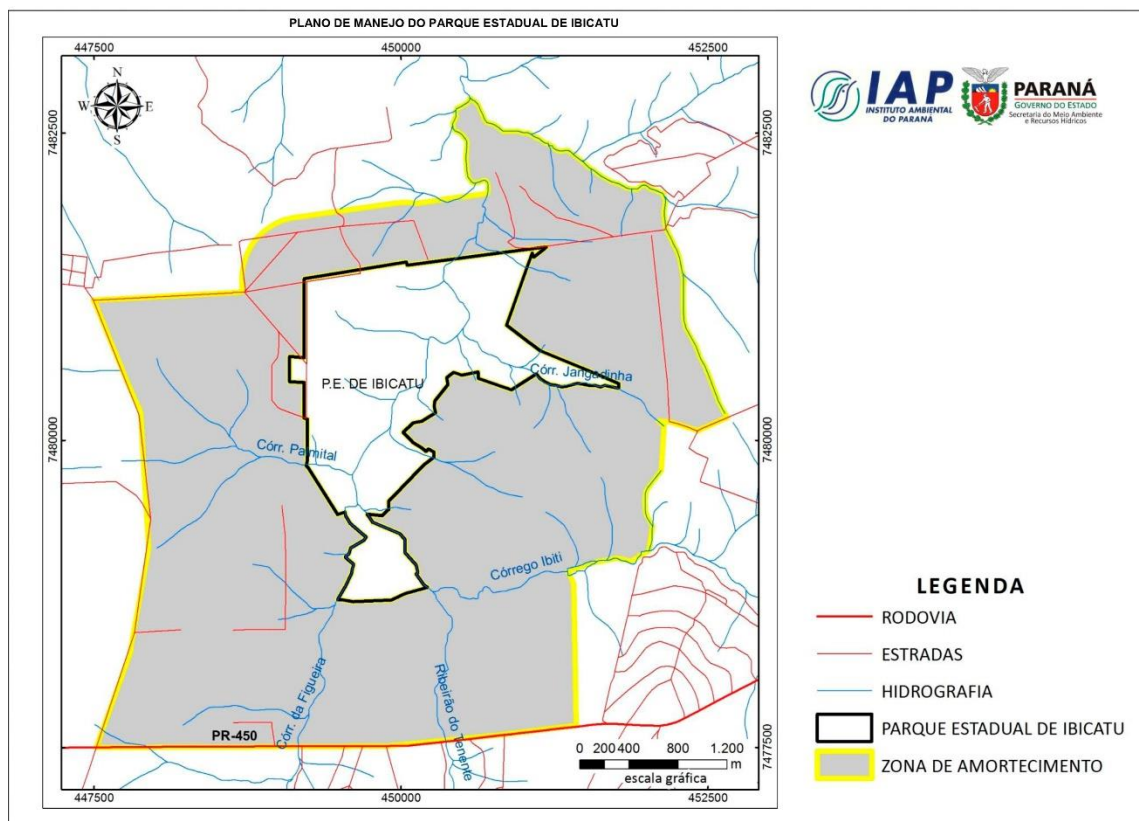 PLANO DE MANEJO DO PARQUE ESTADUAL DE IBICATU
447500 450000 452500
N
W E
S
7482500
7482500
IAP
INSTITUTO AMBIENTAL
DO PARANÁ
PARANÁ
GOVERNO DO ESTADO
Secretaria do Meio Ambiente
e Recursos Hídricos
P.E. DE IBICATU
Córr. Jangadinha
7480000
7480000
Córr. Palmital
Córrego Ibiti
Córr. da Figueira
Ribeirão do Tenente
PR-450
0 200400 800 1.200
m
escala gráfica
7477500
447500 450000 452500
LEGENDA
RODOVIA
ESTRADAS
HIDROGRAFIA
PARQUE ESTADUAL DE IBICATU
ZONA DE AMORTECIMENTO